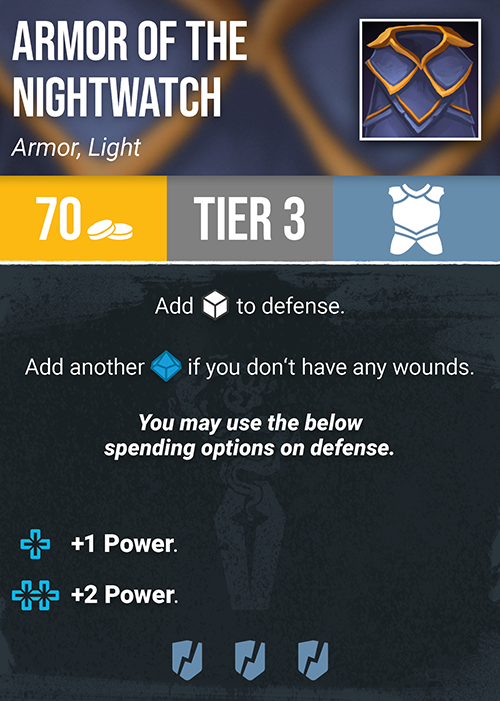 ARMOR OF THE
NIGHTWATCH
Armor, Light
70 TIER 3
Add to defense.
Add another if you don‘t have any wounds.
You may use the below
spending options on defense.
+1 Power.
+2 Power.